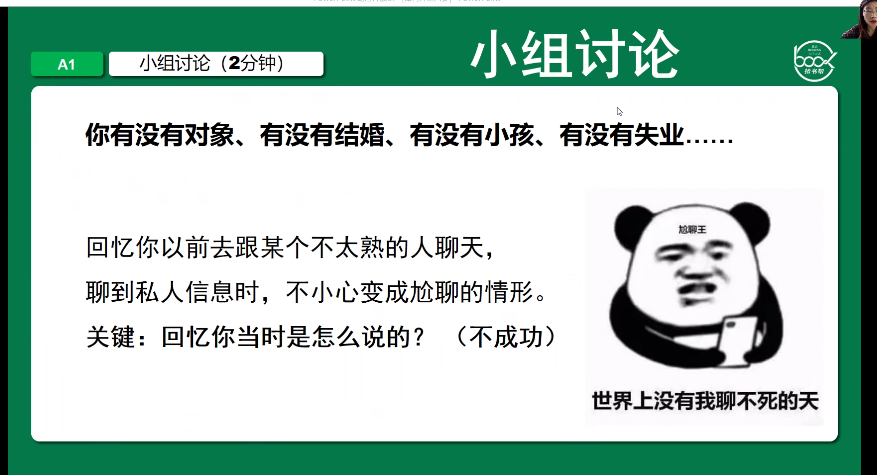 小组讨论
A1
小组讨论（2分钟）
book
拾书帮
你有没有对象、有没有结婚、有没有小孩、有没有失业……
回忆你以前去跟某个不太熟的人聊天，
聊到私人信息时，不小心变成尬聊的情形。
关键：回忆你当时是怎么说的？（不成功）
尬聊王
世界上没有我聊不死的天